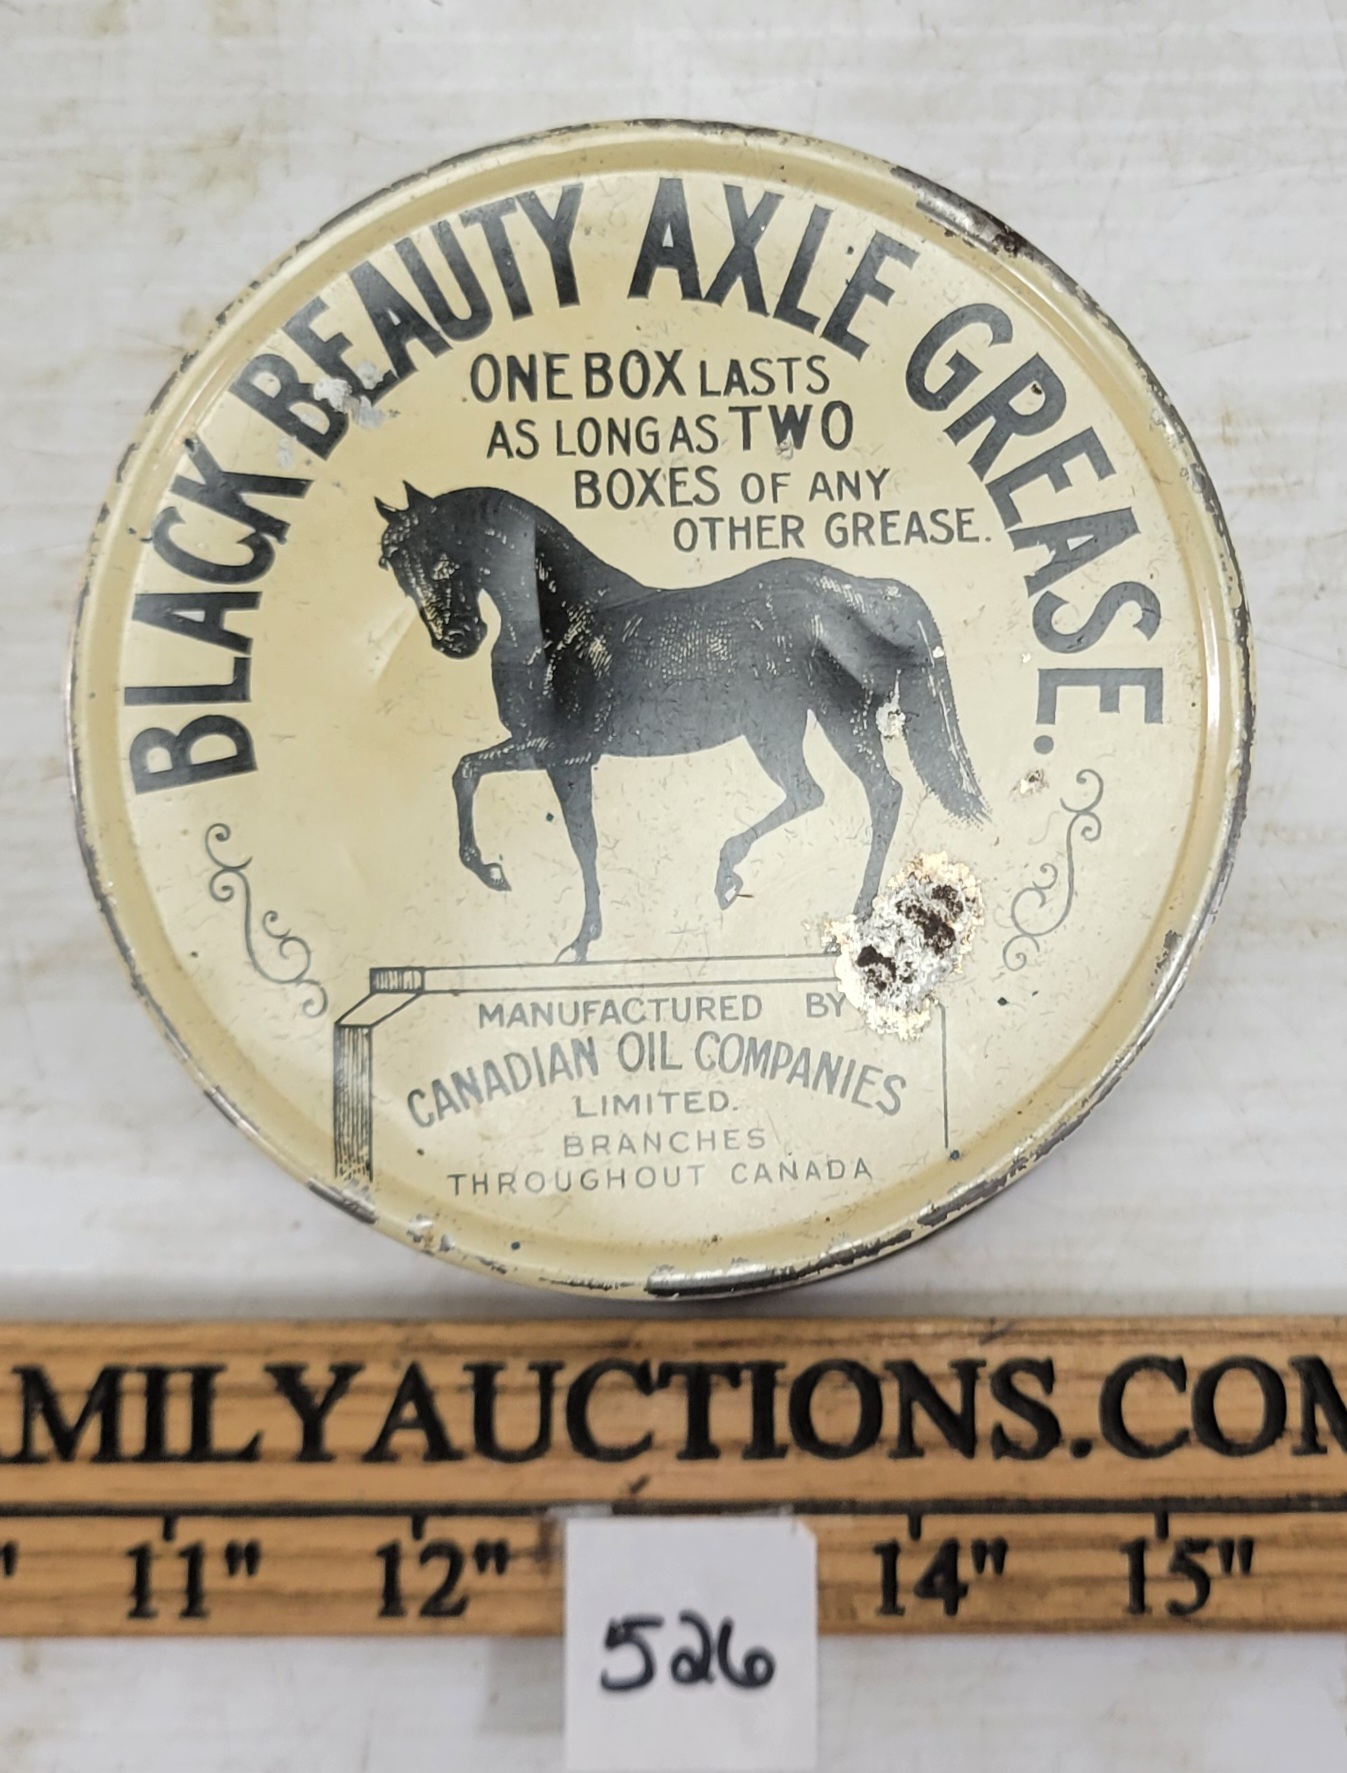 BLACK BEAUTY AXLE GREASE.
ONE BOX LASTS
AS LONG AS TWO
BOXES OF ANY
OTHER GREASE.
MANUFACTURED BY
CANADIAN OIL COMPANIES
LIMITED.
BRANCHES
THROUGHOUT CANADA
AMILYAUCTIONS.COM
11" 12" 14" 15"
526